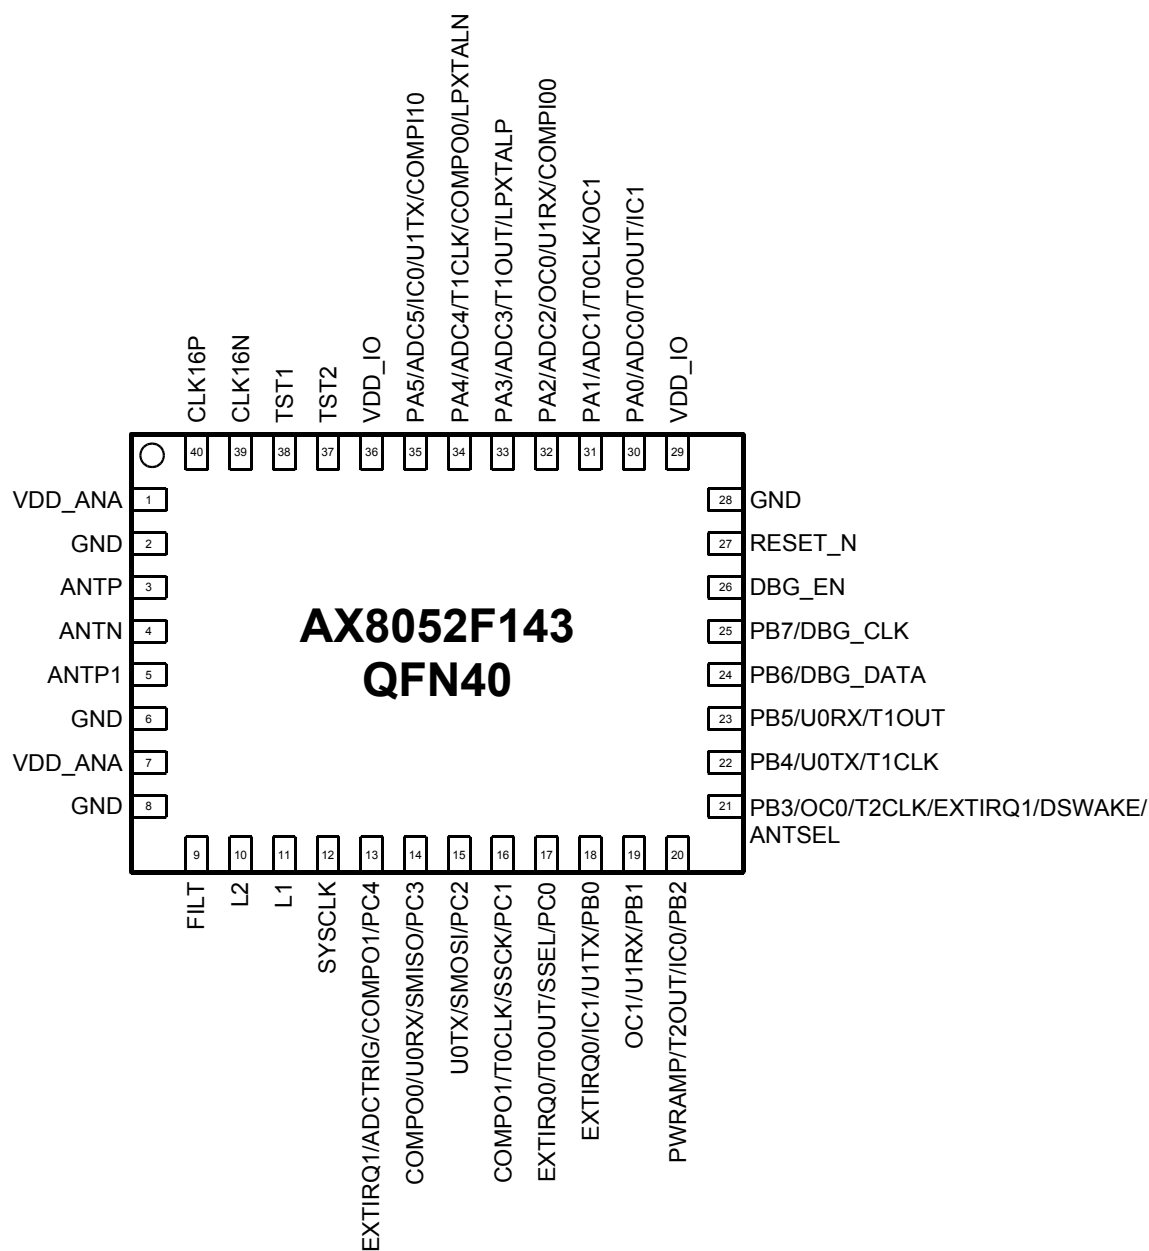 CLK16P
CLK16N
TST1
TST2
VDD_IO
PA5/ADC5/IC0/U1TX/COMPI10
PA4/ADC4/T1CLK/COMPO0/LPXTALN
PA3/ADC3/T1OUT/LPXTALP
PA2/ADC2/OC0/U1RX/COMPI00
PA1/ADC1/T0CLK/OC1
PA0/ADC0/T0OUT/IC1
VDD_IO
40
39
38
37
36
35
34
33
32
31
30
29
VDD_ANA 1
GND 2
ANTP 3
ANTN 4
ANTP1 5
GND 6
VDD_ANA 7
GND 8
AX8052F143
QFN40
28 GND
27 RESET_N
26 DBG_EN
25 PB7/DBG_CLK
24 PB6/DBG_DATA
23 PB5/U0RX/T1OUT
22 PB4/U0TX/T1CLK
21 PB3/OC0/T2CLK/EXTIRQ1/DSWAKE/
ANTSEL
9
10
11
12
13
14
15
16
17
18
19
20
FILT
L2
L1
SYSCLK
EXTIRQ1/ADCTRIG/COMPO1/PC4
COMPO0/U0RX/SMISO/PC3
U0TX/SMOSI/PC2
COMPO1/T0CLK/SSCK/PC1
EXTIRQ0/T0OUT/SSEL/PC0
EXTIRQ0/IC1/U1TX/PB0
OC1/U1RX/PB1
PWRAMP/T2OUT/IC0/PB2